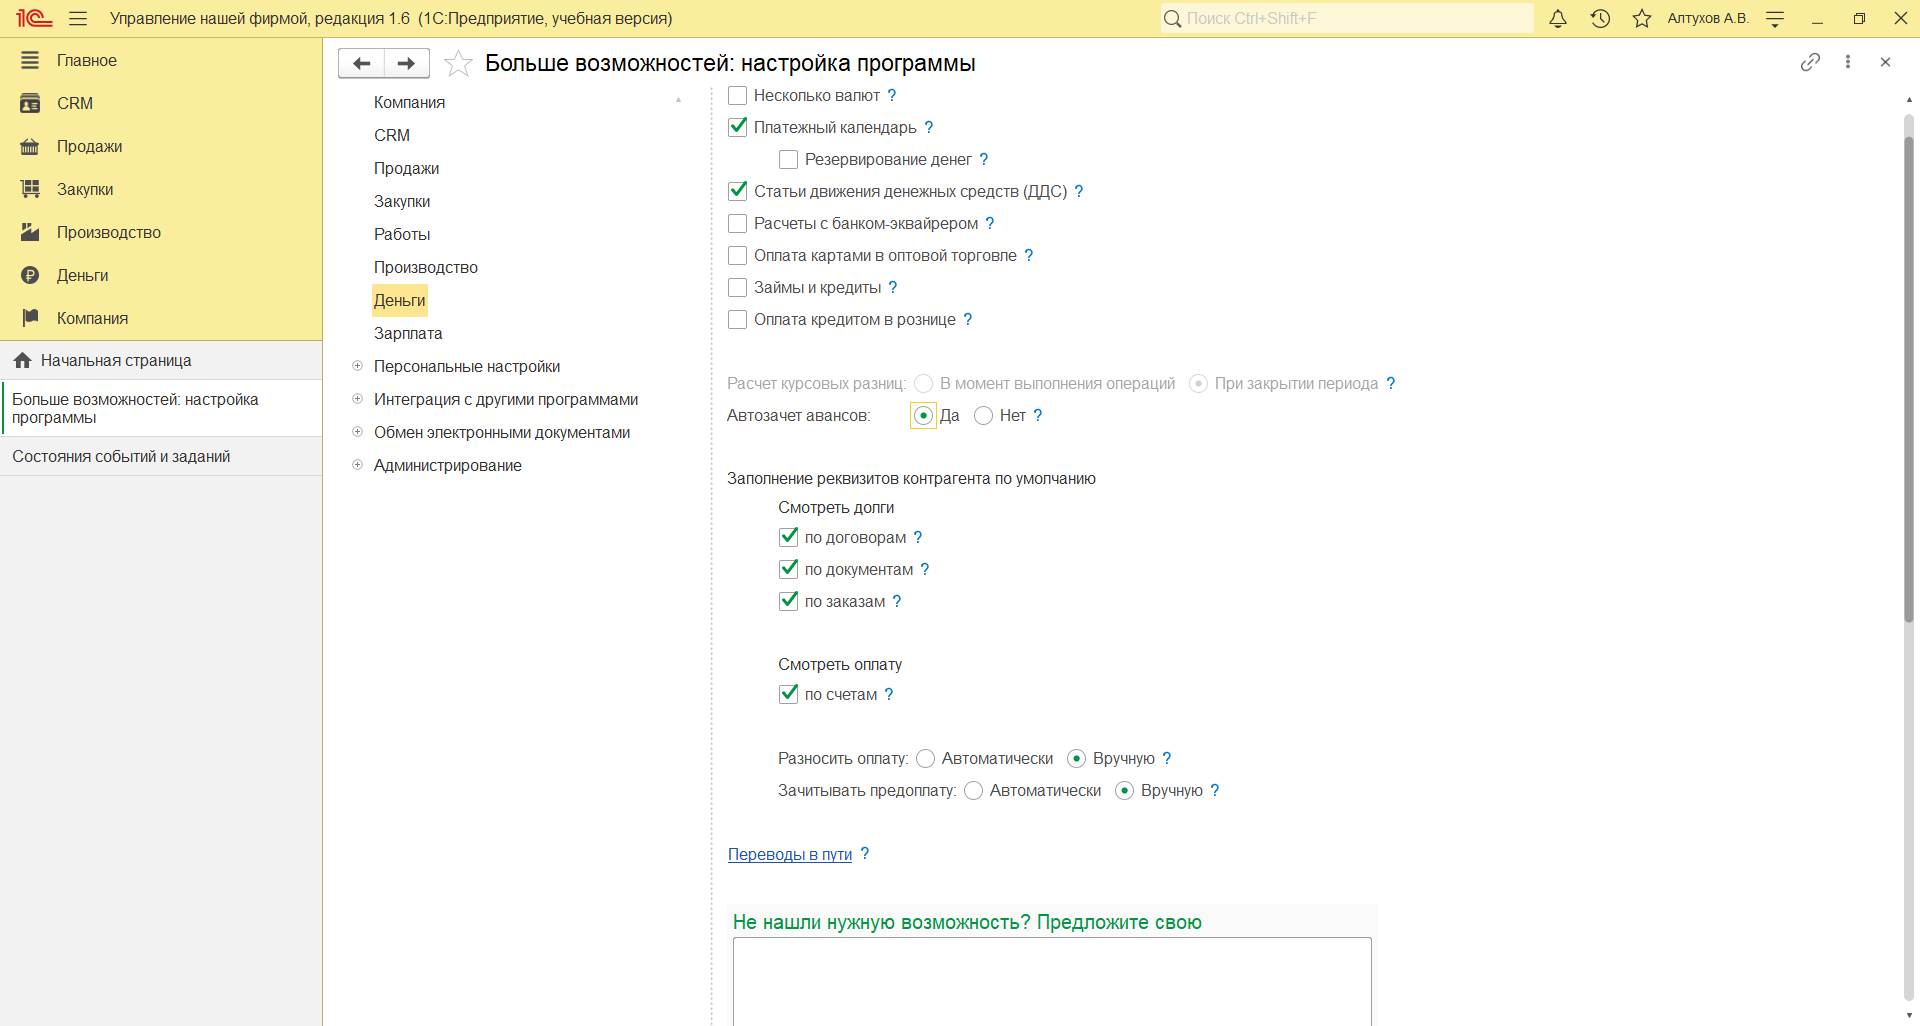 1С Управление нашей фирмой, редакция 1.6 (1С:Предприятие, учебная версия) Поиск Ctrl+Shift+F Алтухов А.В.
Главное
CRM
Продажи
Закупки
Производство
Деньги
Компания
Начальная страница
Больше возможностей: настройка
программы
Состояния событий и заданий
Больше возможностей: настройка программы
Компания
CRM
Продажи
Закупки
Работы
Производство
Деньги
Зарплата
Персональные настройки
Интеграция с другими программами
Обмен электронными документами
Администрирование
Несколько валют ?
Платежный календарь ?
Резервирование денег ?
Статьи движения денежных средств (ДДС) ?
Расчеты с банком-эквайрером ?
Оплата картами в оптовой торговле ?
Займы и кредиты ?
Оплата кредитом в рознице ?
Расчет курсовых разниц: В момент выполнения операций При закрытии периода ?
Автозачет авансов: Да Нет ?
Заполнение реквизитов контрагента по умолчанию
Смотреть долги
по договорам ?
по документам ?
по заказам ?
Смотреть оплату
по счетам ?
Разносить оплату: Автоматически Вручную ?
Зачитывать предоплату: Автоматически Вручную ?
Переводы в пути ?
Не нашли нужную возможность? Предложите свою